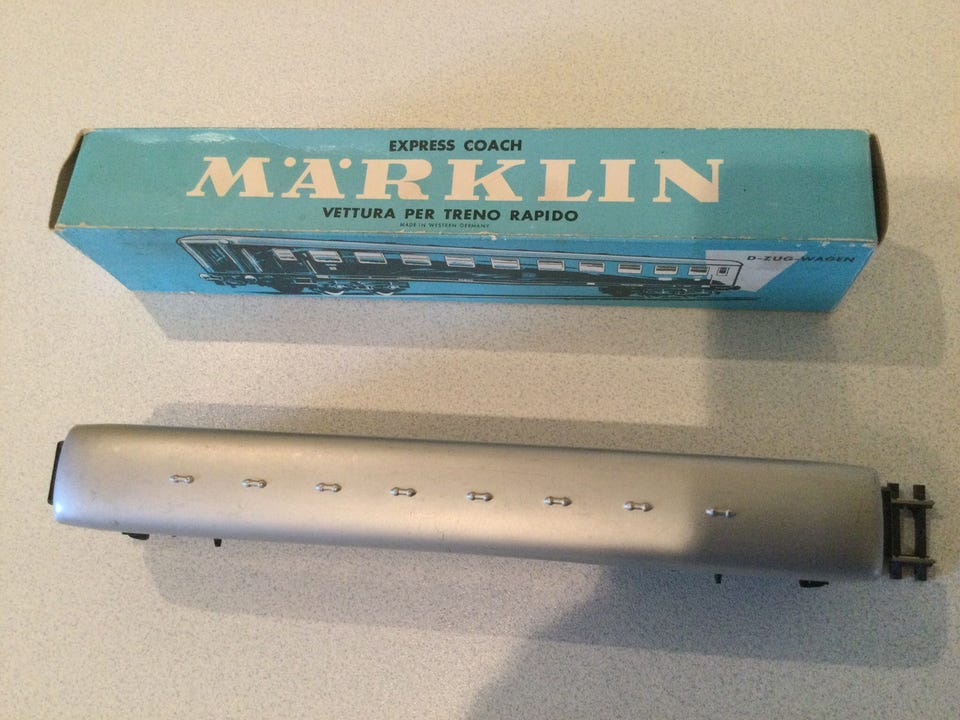 EXPRESS COACH
MÄRKLIN
VETTURA PER TRENO RAPIDO
MADE IN WESTERN GERMANY
D-ZUG-WAGEN